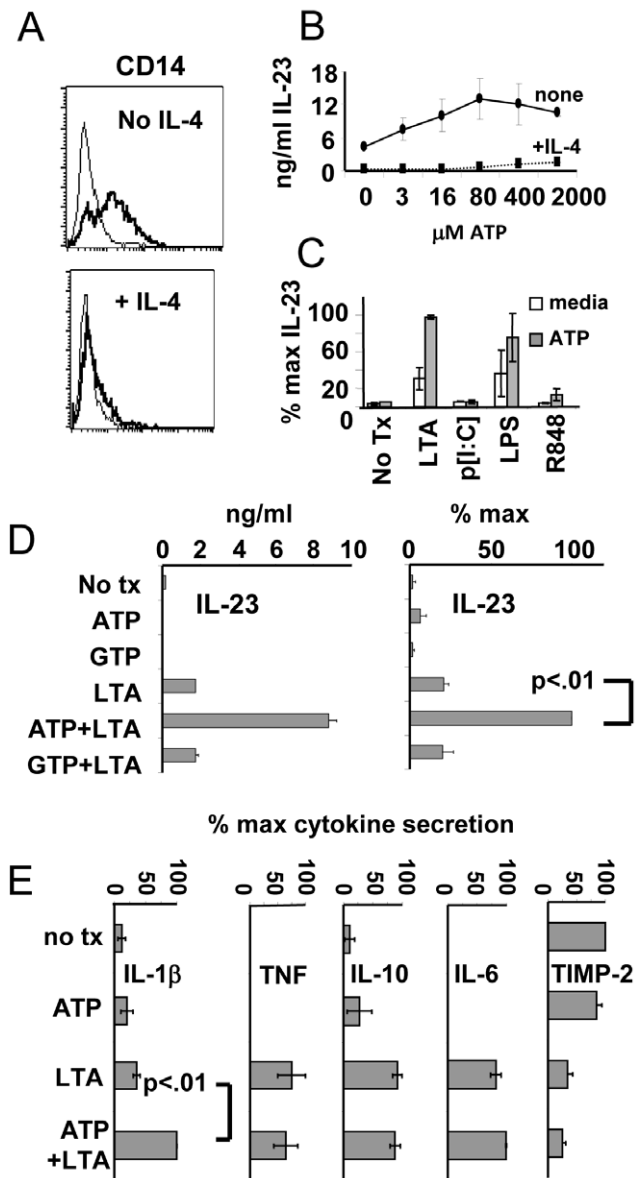 A
CD14
No IL-4
+ IL-4
B
ng/ml IL-23
18
12
6
0
none
+IL-4
0 3 16 80 400 2000
µM ATP
C
% max IL-23
100
60
20
0
media
ATP
No Tx
LTA
p[I:C]
LPS
R848
D
ng/ml
0 2 4 6 8 10
IL-23
No tx
ATP
GTP
LTA
ATP+LTA
GTP+LTA
% max
0 50 100
IL-23
p<.01
% max cytokine secretion
E
0 50 100
0 50 100
0 50 100
0 50 100
0 50 100
no tx
IL-1β
TNF
IL-10
IL-6
TIMP-2
ATP
LTA
p<.01
ATP
+LTA